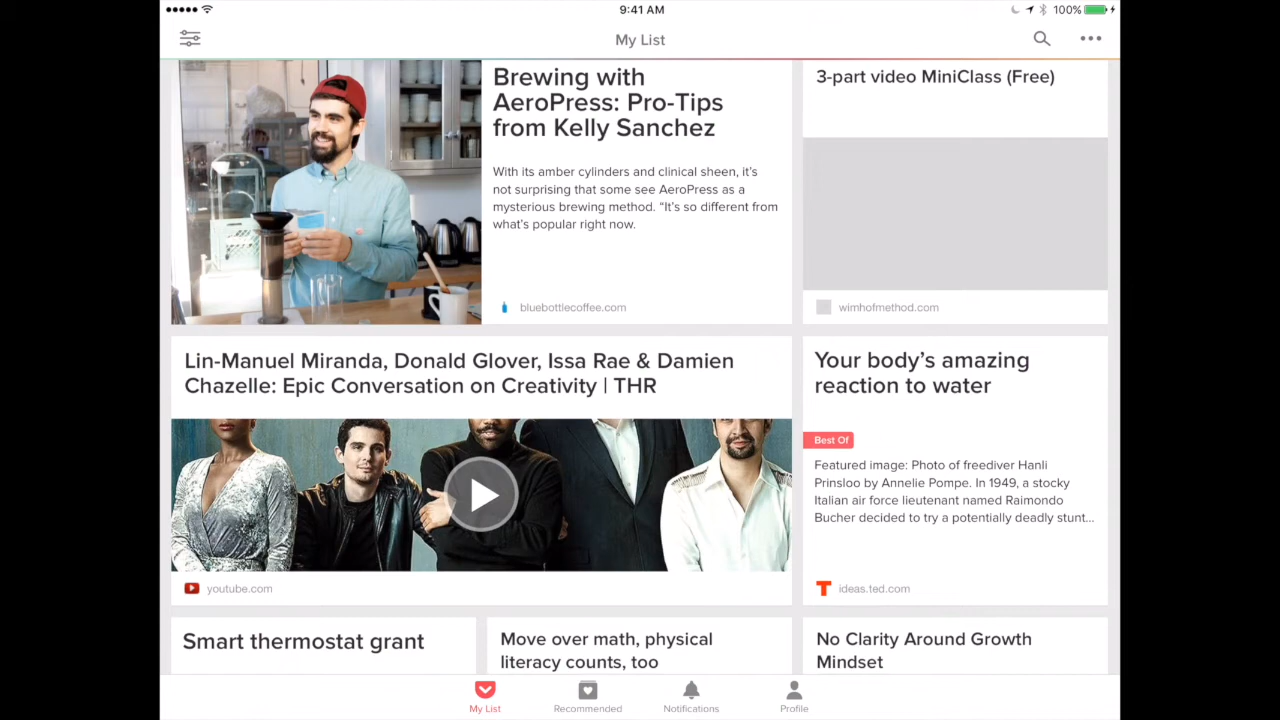 9:41 AM
100%
My List
Brewing with
AeroPress: Pro-Tips
from Kelly Sanchez
With its amber cylinders and clinical sheen, it’s
not surprising that some see AeroPress as a
mysterious brewing method. “It’s so different from
what’s popular right now.
bluebottlecoffee.com
3-part video MiniClass (Free)
wimhofmethod.com
Lin-Manuel Miranda, Donald Glover, Issa Rae & Damien
Chazelle: Epic Conversation on Creativity | THR
youtube.com
Your body’s amazing
reaction to water
Best Of
Featured image: Photo of freediver Hanli
Prinsloo by Annelie Pompe. In 1949, a stocky
Italian air force lieutenant named Raimondo
Bucher decided to try a potentially deadly stunt...
ideas.ted.com
Smart thermostat grant
Move over math, physical
literacy counts, too
No Clarity Around Growth
Mindset
My List
Recommended
Notifications
Profile